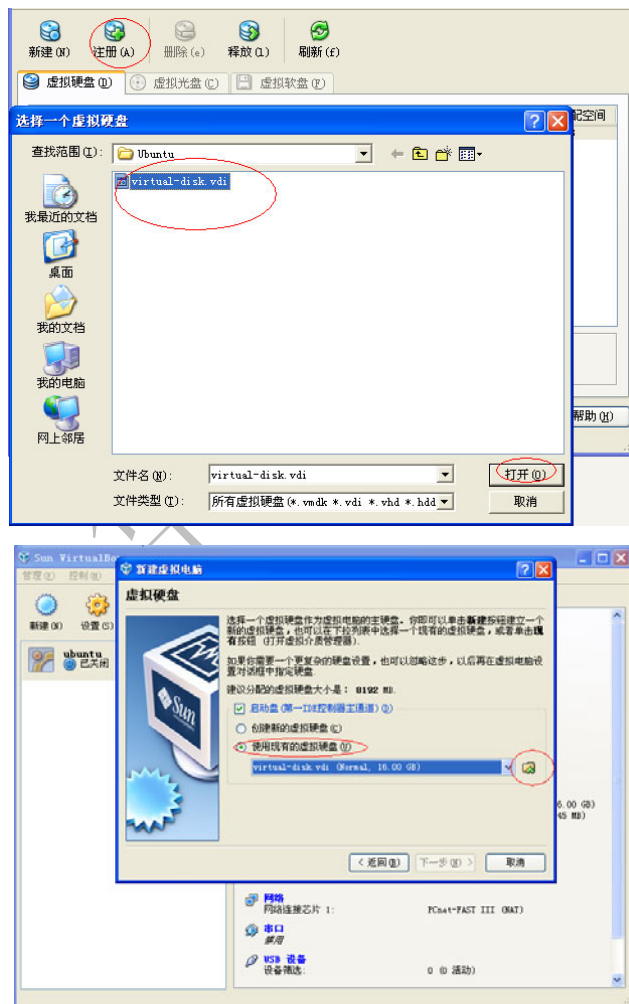 新建(N) 注册(A) 删除(e) 释放(l) 刷新(f)
虚拟硬盘(D) 虚拟光盘(C) 虚拟软盘(F)
选择一个虚拟硬盘
配空间
查找范围(I): Ubuntu
virtual-disk.vdi
我最近的文档
桌面
我的文档
我的电脑
网上邻居
帮助(H)
文件名(N): virtual-disk.vdi 打开(O)
文件类型(T): 所有虚拟硬盘(*.vmdk *.vdi *.vhd *.hdd 取消
Sun VirtualBo
新建虚拟电脑
管理(F) 控制(M)
虚拟硬盘
新建(N) 设置(S)
ubuntu
已关闭
选择一个虚拟硬盘作为虚拟电脑的主硬盘。你即可以单击新建按钮建立一个
新的虚拟硬盘，也可以在下拉列表中选择一个现有的虚拟硬盘，或者单击现
有按钮 (打开虚拟介质管理器).
如果你需要一个更复杂的硬盘设置，也可以忽略这步，以后再在虚拟电脑设
置对话框中指定硬盘
建议分配的虚拟硬盘大小是： 8192 MB.
启动盘(第一IDE控制器主通道)(D)
创建新的虚拟硬盘(C)
使用现有的虚拟硬盘(U)
virtual-disk.vdi (Normal, 16.00 GB)
Sun
6.00 GB)
45 MB)
< 返回(B) 下一步(N) > 取消
网络
网络连接芯片 1: PCnet-FAST III (NAT)
串口
禁用
USB 设备
设备筛选: 0 (0 活动)